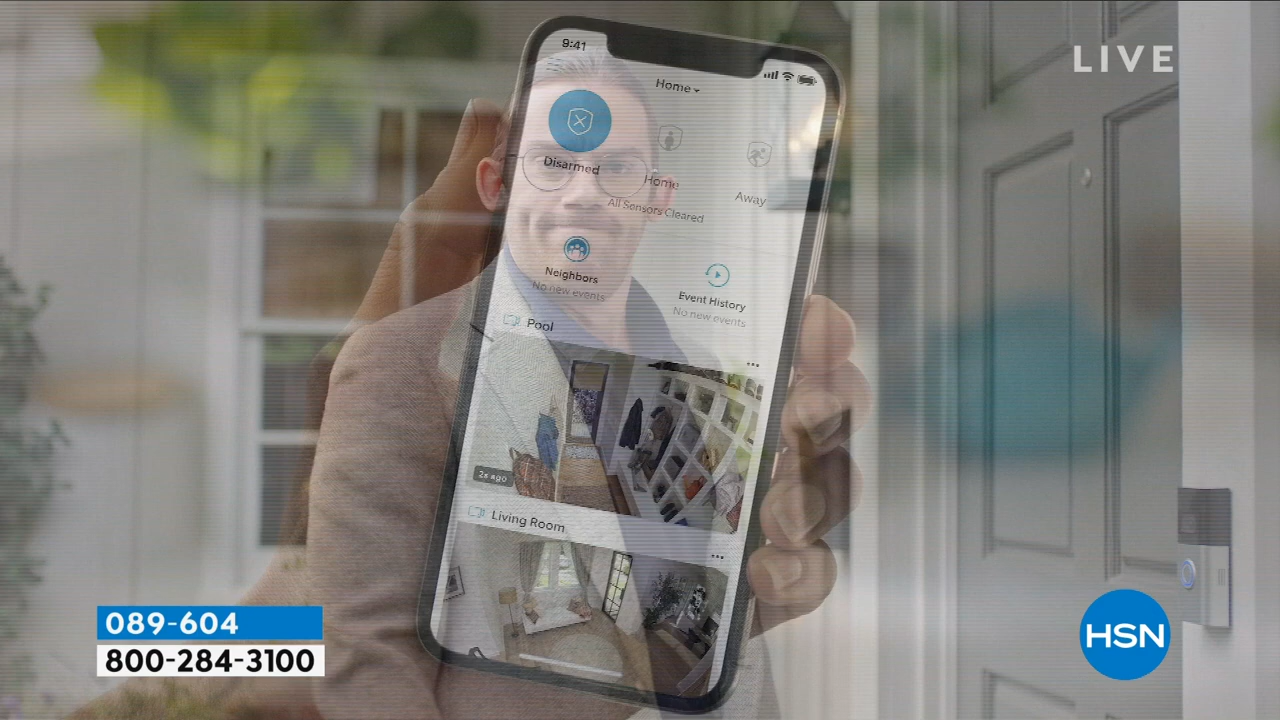 LIVE
9:41
Home
Disarmed
Home
Away
All Sensors Cleared
Neighbors
No new events
Event History
No new events
Pool
2s ago
Living Room
089-604
800-284-3100
HSN